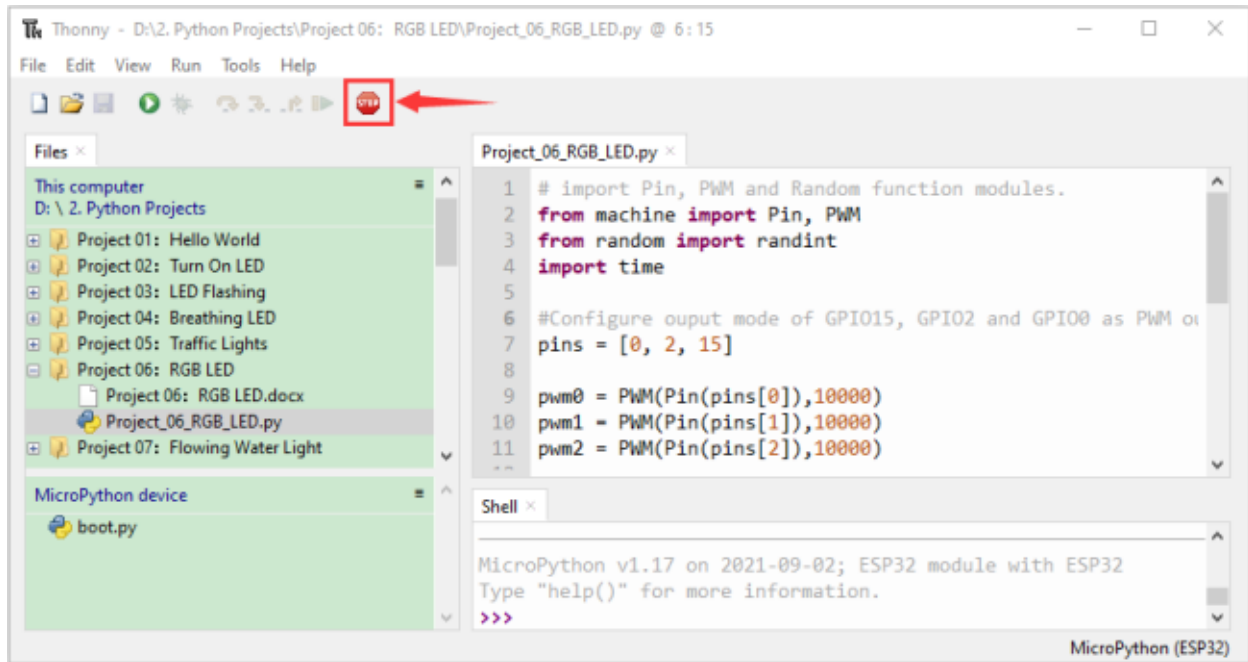 Thonny - D:\2. Python Projects\Project 06: RGB LED\Project_06_RGB_LED.py @ 6:15
File Edit View Run Tools Help
STOP
Files
This computer
D: \ 2. Python Projects
Project 01: Hello World
Project 02: Turn On LED
Project 03: LED Flashing
Project 04: Breathing LED
Project 05: Traffic Lights
Project 06: RGB LED
Project 06: RGB LED.docx
Project_06_RGB_LED.py
Project 07: Flowing Water Light
MicroPython device
boot.py
Project_06_RGB_LED.py
1 # import Pin, PWM and Random function modules.
2 from machine import Pin, PWM
3 from random import randint
4 import time
5
6 #Configure ouput mode of GPIO15, GPIO2 and GPIO0 as PWM
7 pins = [0, 2, 15]
8
9 pwm0 = PWM(Pin(pins[0]),10000)
10 pwm1 = PWM(Pin(pins[1]),10000)
11 pwm2 = PWM(Pin(pins[2]),10000)
Shell
MicroPython v1.17 on 2021-09-02; ESP32 module with ESP32
Type "help()" for more information.
>>>
MicroPython (ESP32)